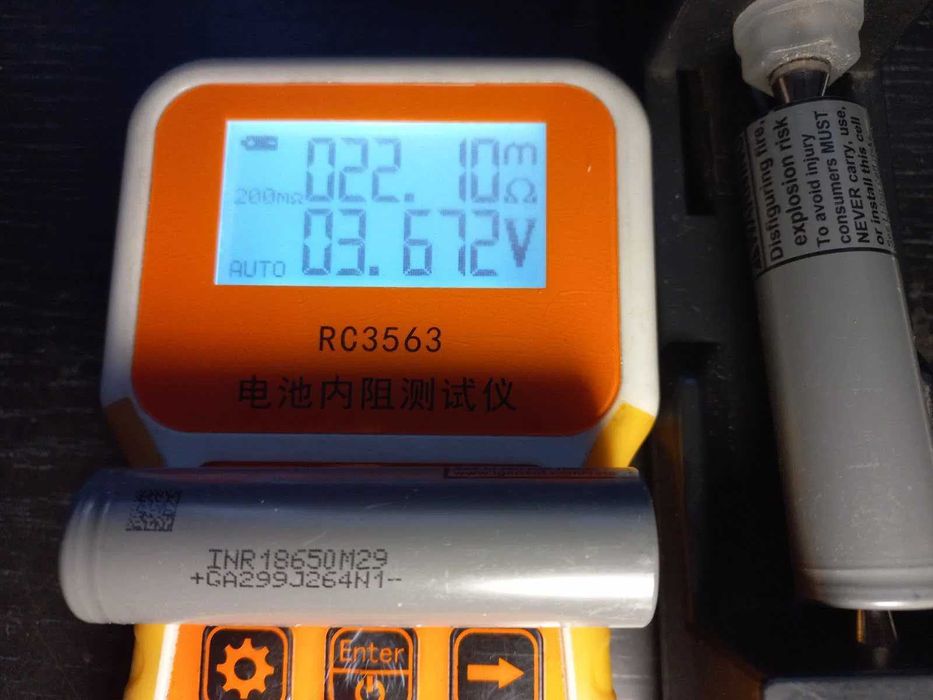 022.10mΩ
200mΩ
03.672V
AUTO
RC3563
电池内阻测试仪
INR18650M29
+GA299J264N1-
Enter
Disfiguring fire,
explosion risk
To avoid injury
consumers MUST
NEVER carry, use,
or install this cell